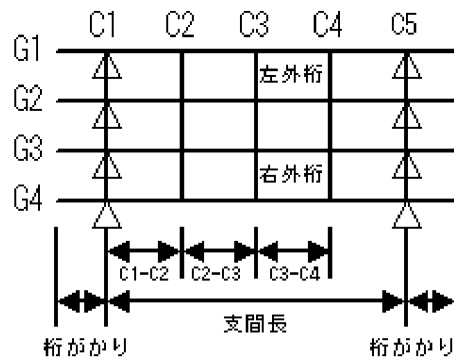 C1 C2 C3 C4 C5
G1
左外桁
G2
G3
右外桁
G4
C1-C2 C2-C3 C3-C4
支間長
桁がかり 桁がかり